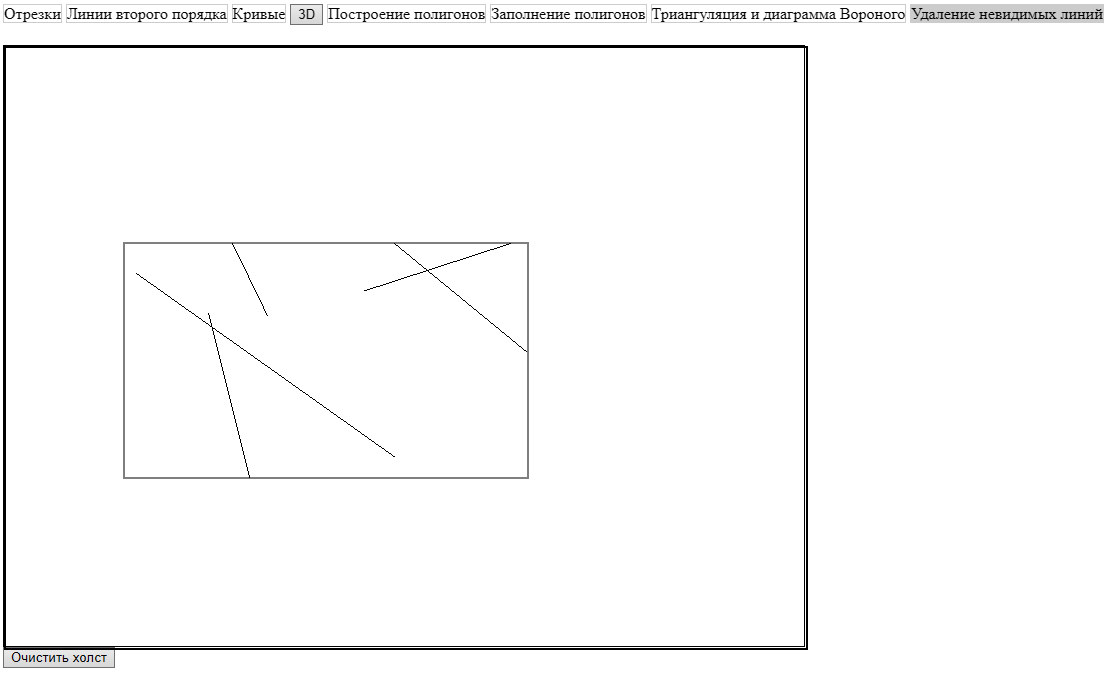 Отрезки Линии второго порядка Кривые 3D Построение полигонов Заполнение полигонов Триангуляция и диаграмма Вороного Удаление невидимых линий
Очистить холст